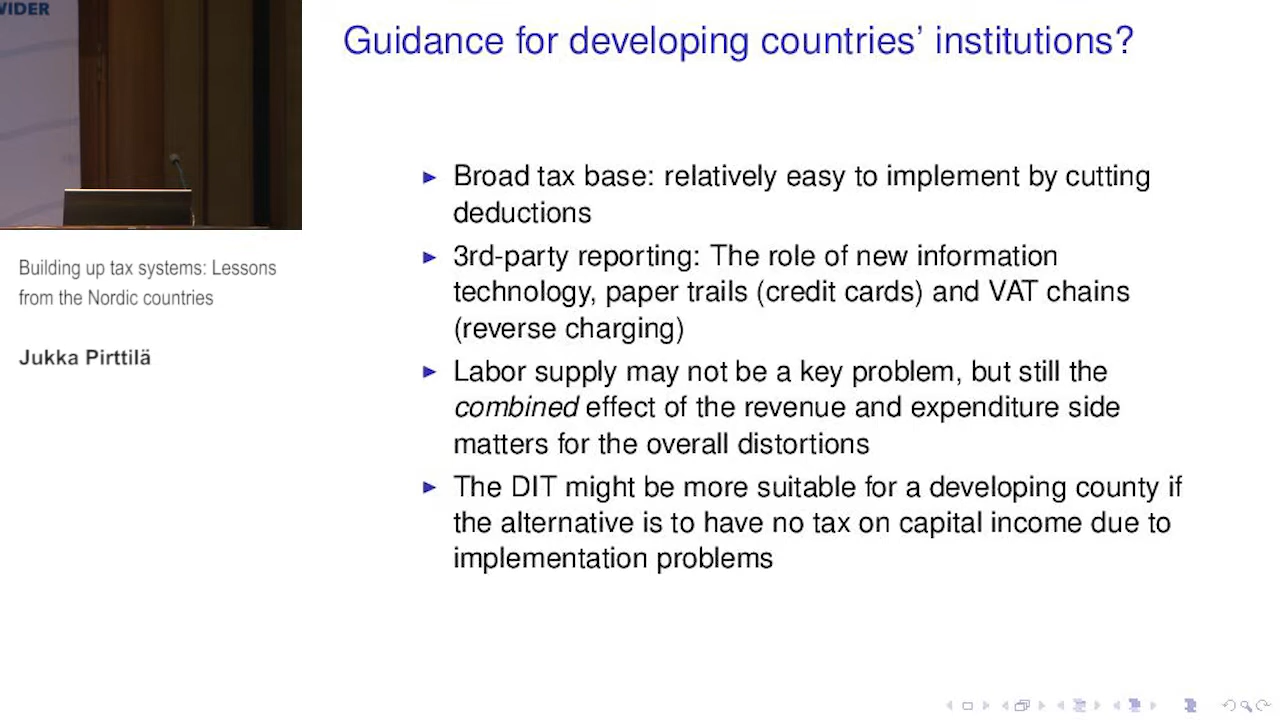 WIDER
Guidance for developing countries’ institutions?
Broad tax base: relatively easy to implement by cutting
deductions
3rd-party reporting: The role of new information
technology, paper trails (credit cards) and VAT chains
(reverse charging)
Labor supply may not be a key problem, but still the
combined effect of the revenue and expenditure side
matters for the overall distortions
The DIT might be more suitable for a developing county if
the alternative is to have no tax on capital income due to
implementation problems
Building up tax systems: Lessons
from the Nordic countries
Jukka Pirttilä